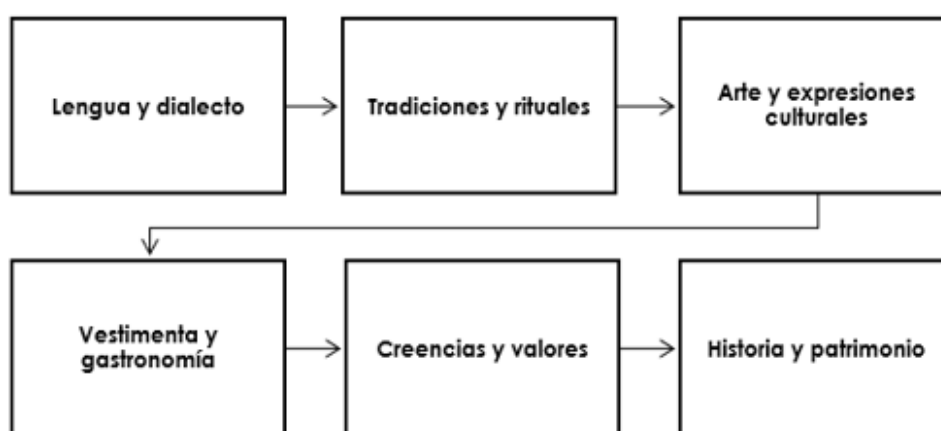 Lengua y dialecto
Tradiciones y rituales
Arte y expresiones
culturales
Vestimenta y
gastronomía
Creencias y valores
Historia y patrimonio